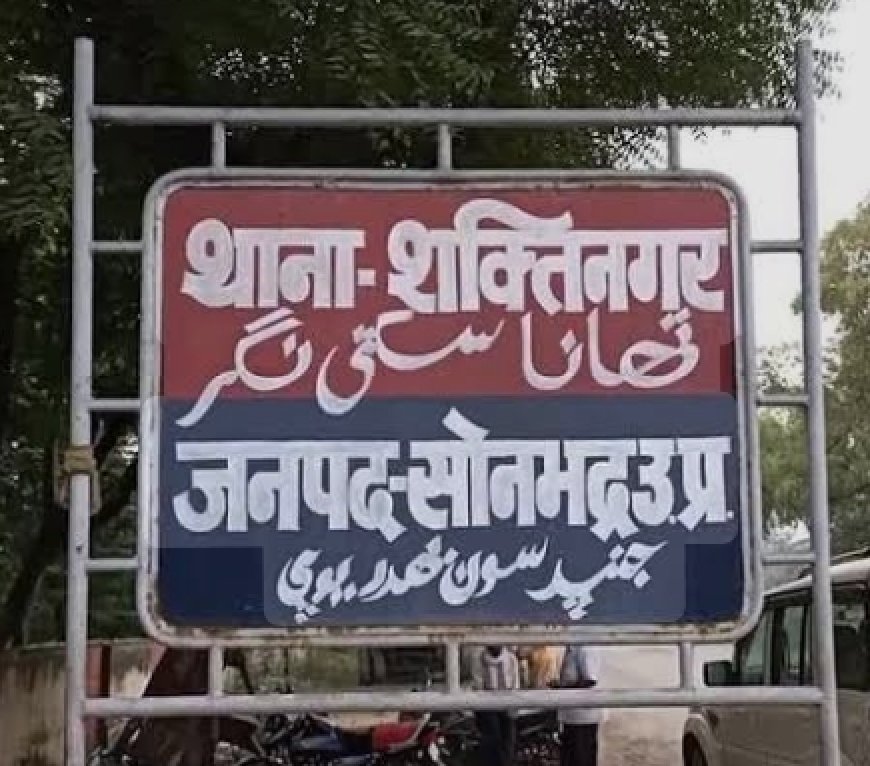 थाना-शक्तिनगर
تھانا سکتی نگر
जनपद-सोनभद्र उ.प्र.
جنپد سون بھدر یوپی